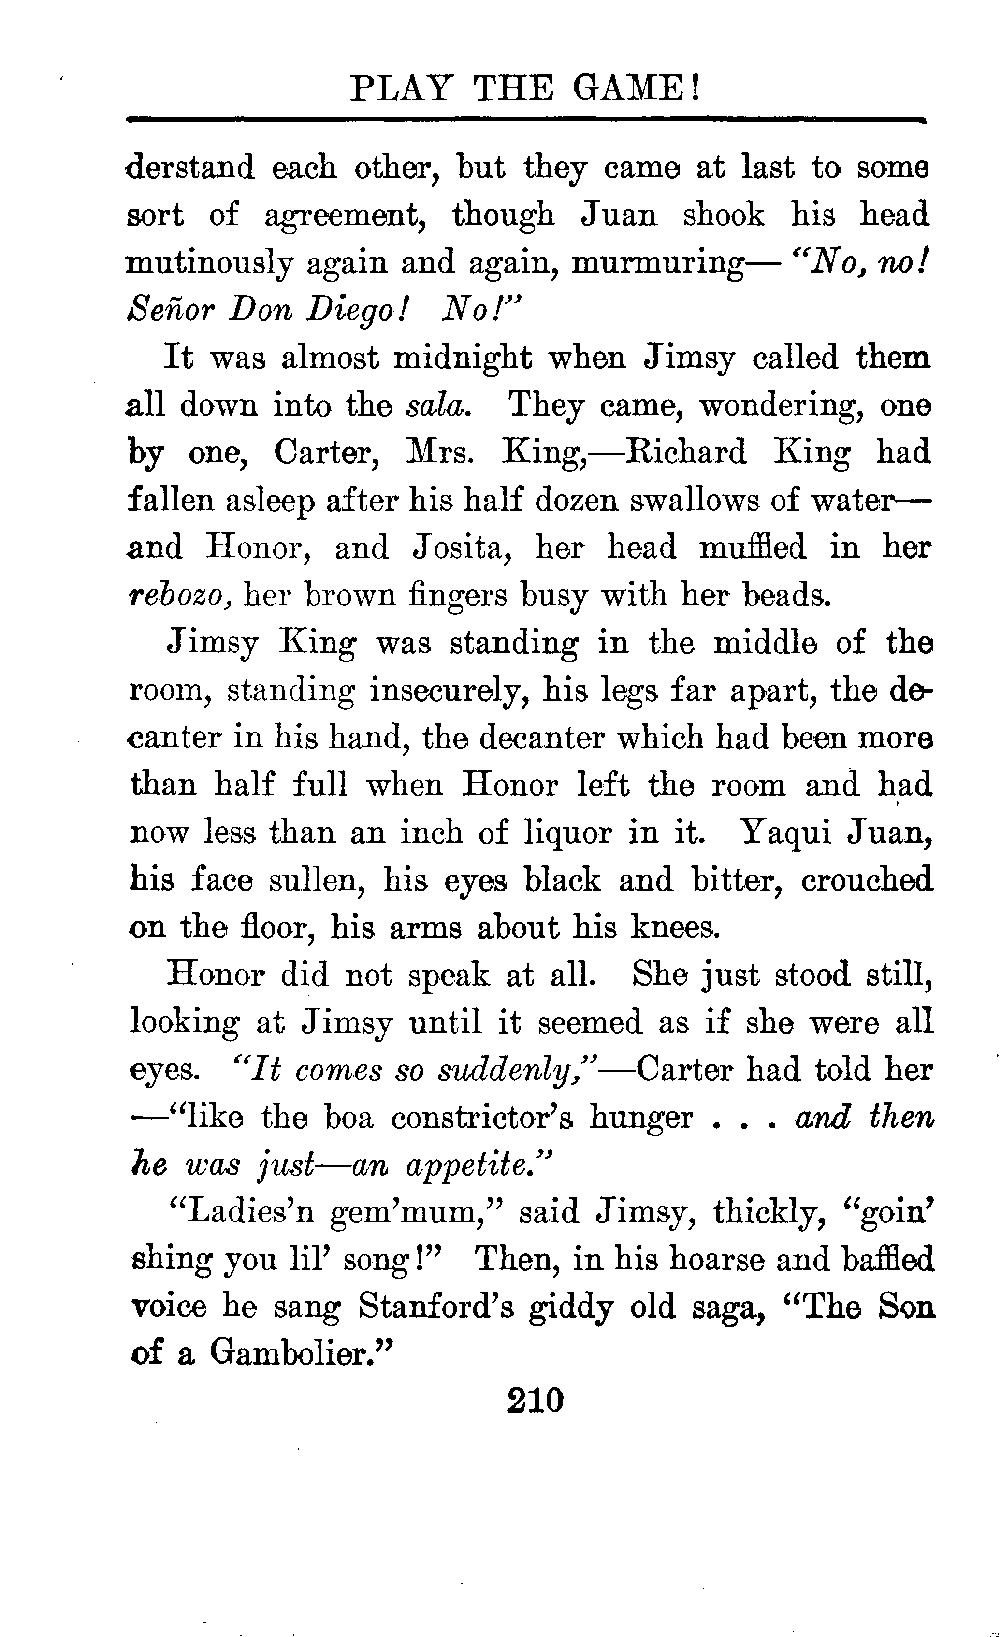 PLAY THE GAME!
derstand each other, but they came at last to some
sort of agreement, though Juan shook his head
mutinously again and again, murmuring— “No, no!
Señor Don Diego! No!”
It was almost midnight when Jimsy called them
all down into the sala. They came, wondering, one
by one, Carter, Mrs. King,—Richard King had
fallen asleep after his half dozen swallows of water—
and Honor, and Josita, her head muffled in her
rebozo, her brown fingers busy with her beads.
Jimsy King was standing in the middle of the
room, standing insecurely, his legs far apart, the de-
canter in his hand, the decanter which had been more
than half full when Honor left the room and had
now less than an inch of liquor in it. Yaqui Juan,
his face sullen, his eyes black and bitter, crouched
on the floor, his arms about his knees.
Honor did not speak at all. She just stood still,
looking at Jimsy until it seemed as if she were all
eyes. “It comes so suddenly,”—Carter had told her
—“like the boa constrictor’s hunger . . . and then
he was just—an appetite.”
“Ladies’n gem’mum,” said Jimsy, thickly, “goin’
shing you lil’ song!” Then, in his hoarse and baffled
voice he sang Stanford’s giddy old saga, “The Son
of a Gambolier.”
210